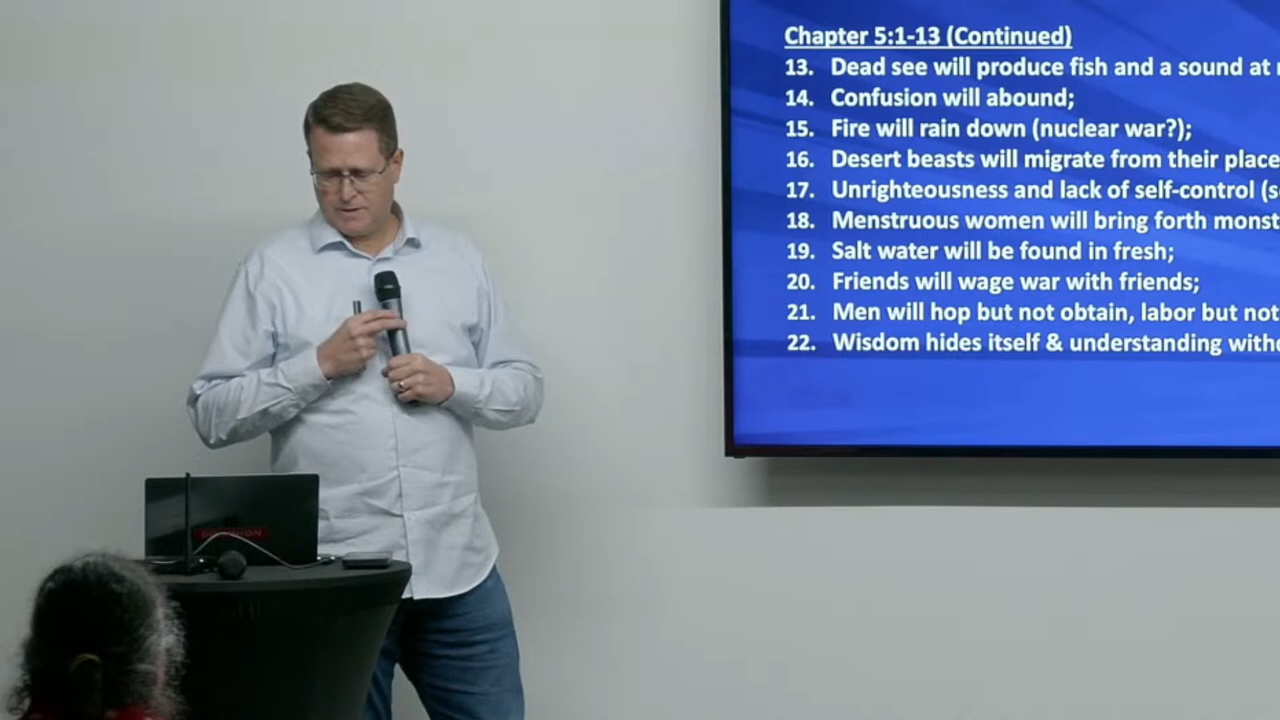 Chapter 5:1-13 (Continued)
13. Dead see will produce fish and a sound at
14. Confusion will abound;
15. Fire will rain down (nuclear war?);
16. Desert beasts will migrate from their place
17. Unrighteousness and lack of self-control (s
18. Menstruous women will bring forth monst
19. Salt water will be found in fresh;
20. Friends will wage war with friends;
21. Men will hop but not obtain, labor but not
22. Wisdom hides itself & understanding withd